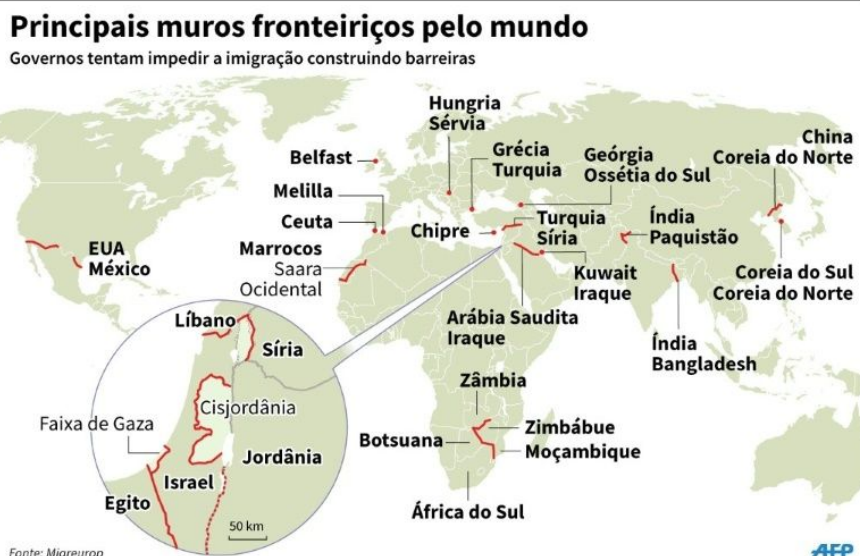 Principais muros fronteiriços pelo mundo
Governos tentam impedir a imigração construindo barreiras
Hungria
Sérvia
Belfast
Grécia
Turquia
Geórgia
Ossétia do Sul
China
Coreia do Norte
Melilla
Ceuta
Chipre
Turquia
Síria
Índia
Paquistão
EUA
México
Marrocos
Saara
Ocidental
Kuwait
Iraque
Coreia do Sul
Coreia do Norte
Arábia Saudita
Iraque
Índia
Bangladesh
Líbano
Síria
Zâmbia
Cisjordânia
Faixa de Gaza
Zimbábue
Botsuana
Moçambique
Jordânia
Israel
Egito
África do Sul
50 km
Fonte: Migreurop
AFP